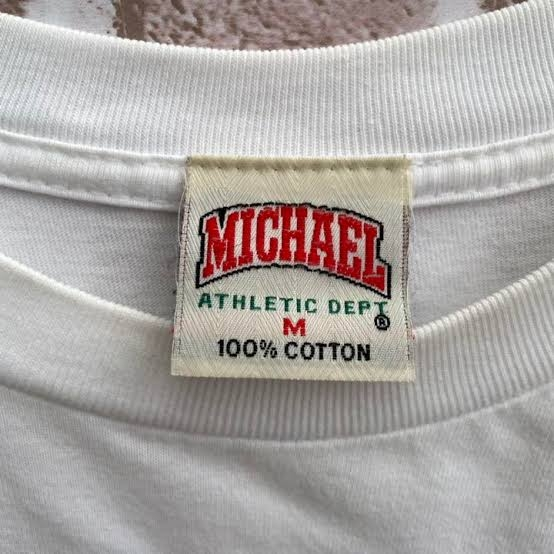 MICHAEL
ATHLETIC DEPT
®
M
100% COTTON